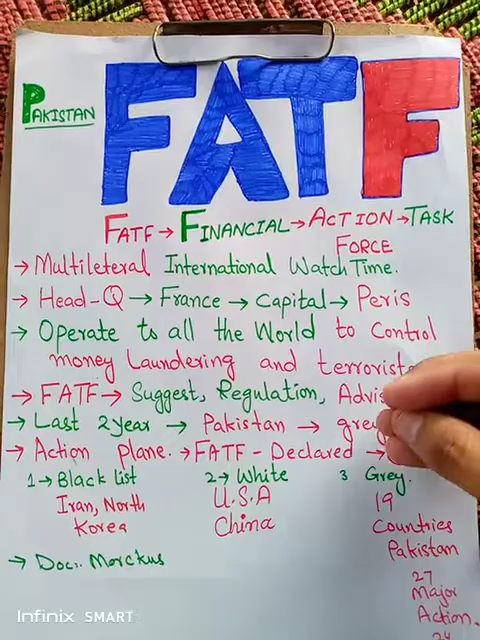 PAKISTAN
FATF
FATF → FINANCIAL → ACTION → TASK
FORCE
→ Multileteral International Watch Time.
→ Head-Q → France → Capital → Peris
→ Operate to all the World to Control
money Laundering and terrorist
→ FATF → Suggest, Regulation, Advis
→ Last 2 year → Pakistan → grey
→ Action plane. → FATF - Declared →
1 → Black list 2 → White 3 Grey.
Iran, North U.S.A 19
Korea China Countries
Pakistan
→ Doc:. Morckus
27
Major
Action.
24
Infinix SMART